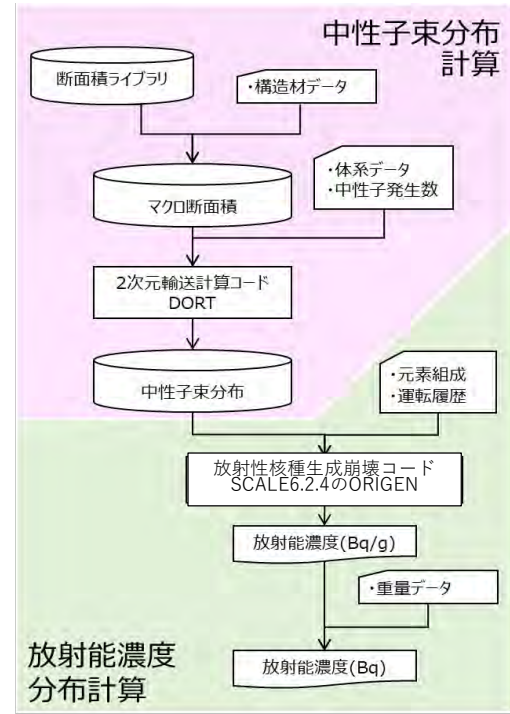 中性子束分布
計算
断面積ライブラリ
・構造材データ
・体系データ
・中性子発生数
マクロ断面積
2次元輸送計算コード
DORT
中性子束分布
・元素組成
・運転履歴
放射性核種生成崩壊コード
SCALE6.2.4のORIGEN
放射能濃度(Bq/g)
・重量データ
放射能濃度(Bq)
放射能濃度
分布計算